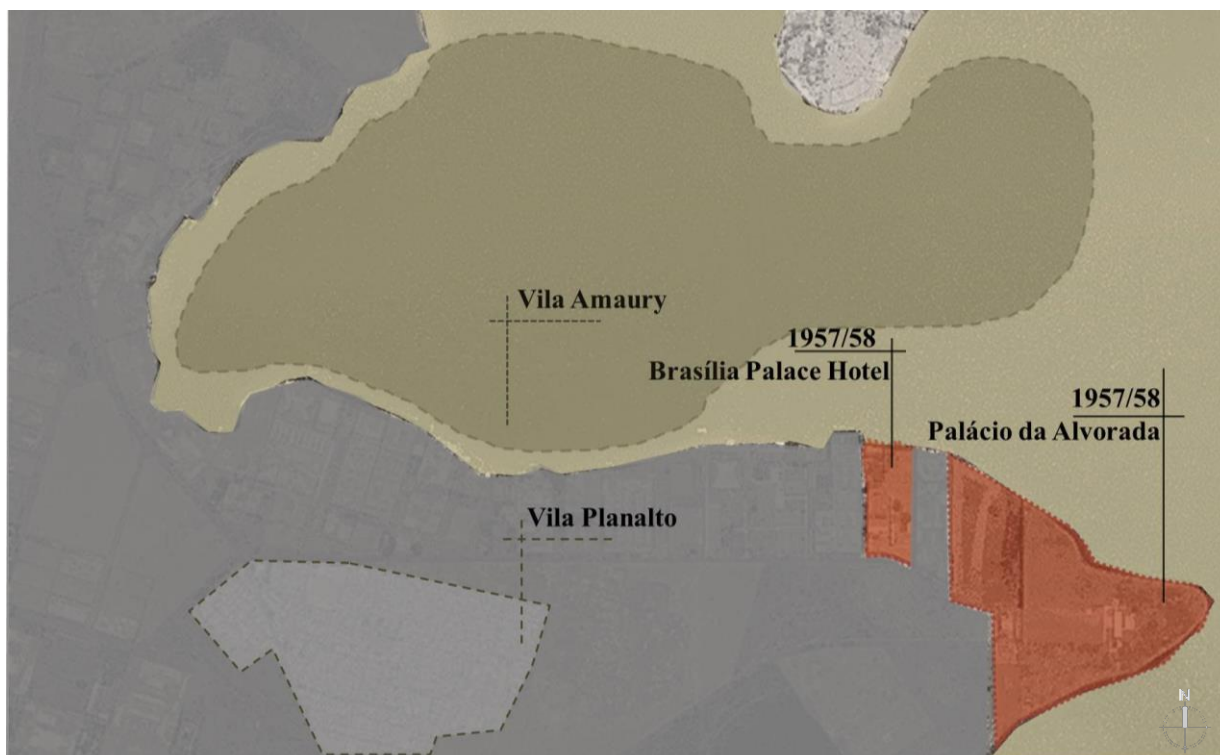 Vila Amaury
1957/58
Brasília Palace Hotel
1957/58
Palácio da Alvorada
Vila Planalto
N